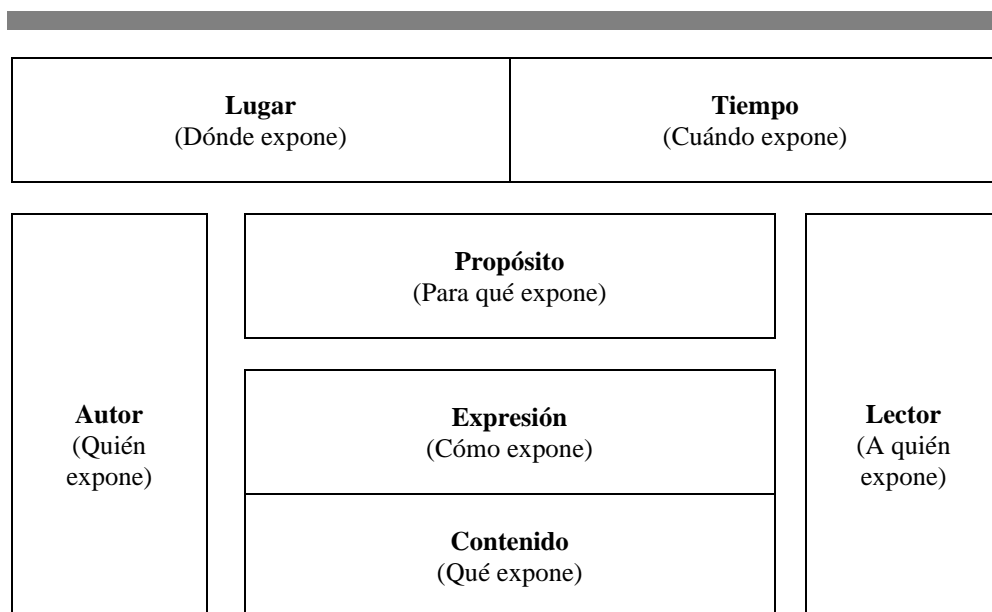 Lugar
(Dónde expone)
Tiempo
(Cuándo expone)
Propósito
(Para qué expone)
Autor
(Quién
expone)
Expresión
(Cómo expone)
Lector
(A quién
expone)
Contenido
(Qué expone)